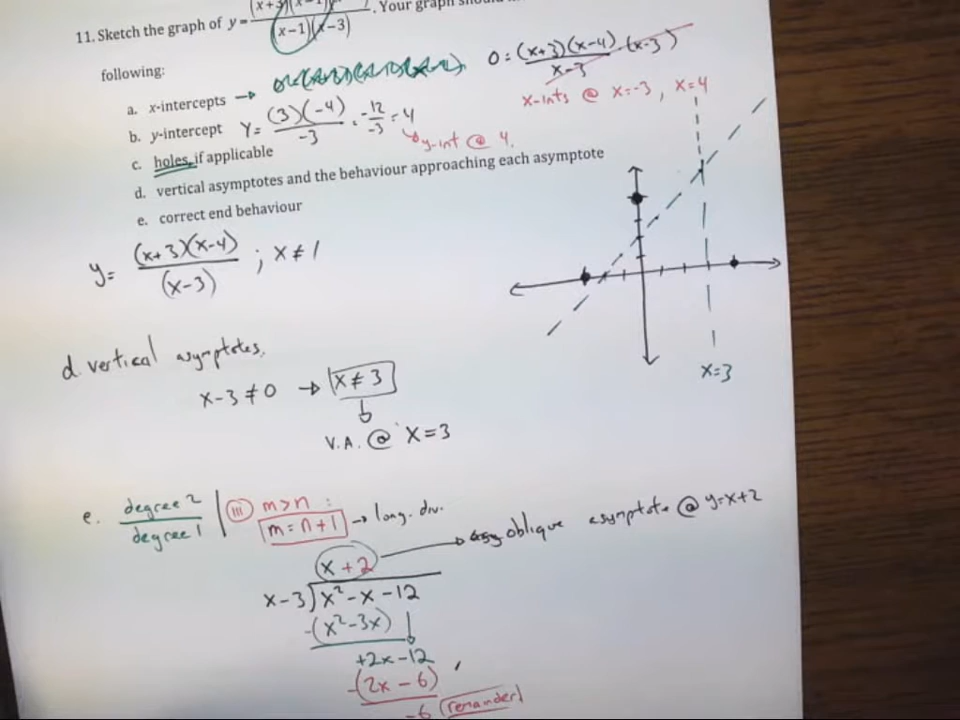 11. Sketch the graph of y = (x+3)(x-1)(x-4) / (x-1)(x-3). Your graph should
following:
a. x-intercepts →
0 = (x+3)(x-4) / x-3 · (x-3)
x-ints @ x=-3, x=4
b. y-intercept y = (3)(-4) / -3 = -12 / -3 = 4
y-int @ 4.
c. holes, if applicable
d. vertical asymptotes and the behaviour approaching each asymptote
e. correct end behaviour
y = (x+3)(x-4) / (x-3) ; x ≠ 1
x=3
d. vertical asymptotes.
x-3 ≠ 0 → x ≠ 3
V.A. @ x=3
e. degree 2 / degree 1 | (iii) m>n :
m = n+1 → long. div.
x + 2 → oblique asymptote @ y=x+2
x-3 ) x² - x - 12
-(x² - 3x)
+2x - 12
-(2x - 6)
-6 remainder